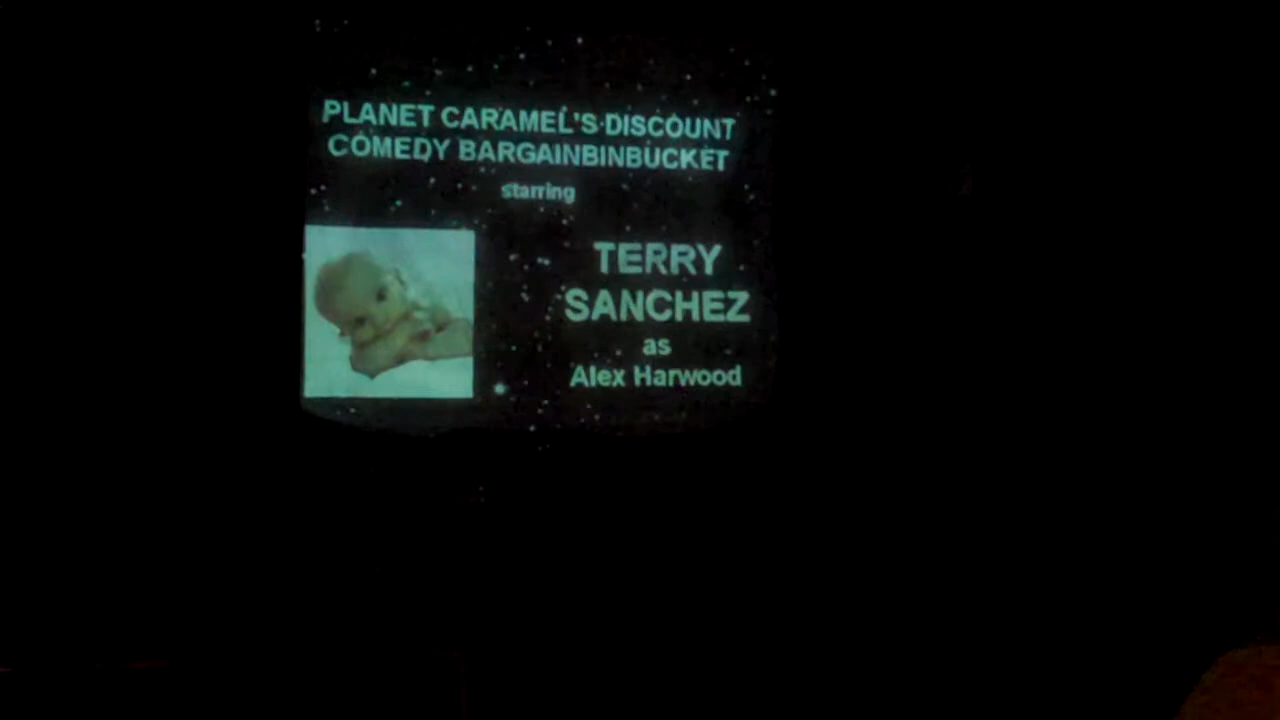 PLANET CARAMEL'S DISCOUNT
COMEDY BARGAINBINBUCKET
starring
TERRY
SANCHEZ
as
Alex Harwood